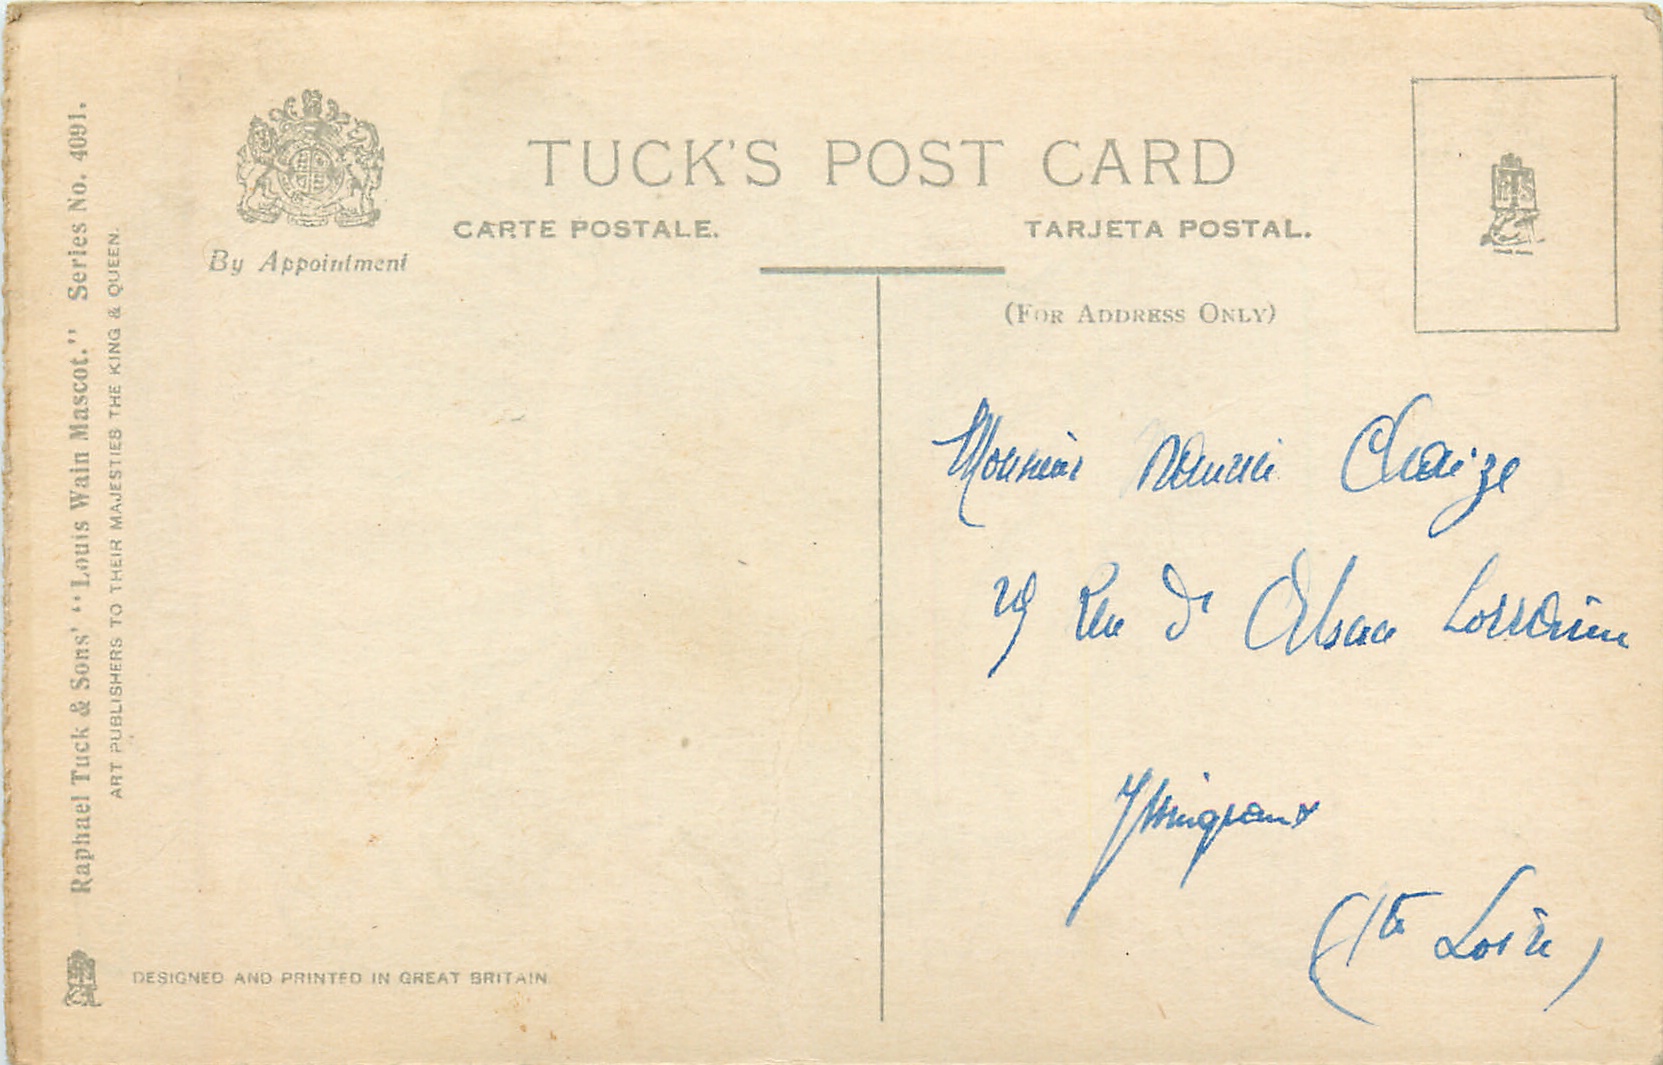 TUCK'S POST CARD
CARTE POSTALE.
TARJETA POSTAL.
By Appointment
(For Address Only)
Raphael Tuck & Sons' "Louis Wain Mascot." Series No. 4091.
ART PUBLISHERS TO THEIR MAJESTIES THE KING & QUEEN.
DESIGNED AND PRINTED IN GREAT BRITAIN
Monsieur Maurice Chaize
29 Rue d' Alsace Lorraine
Yssingeaux
(Hte Loire)